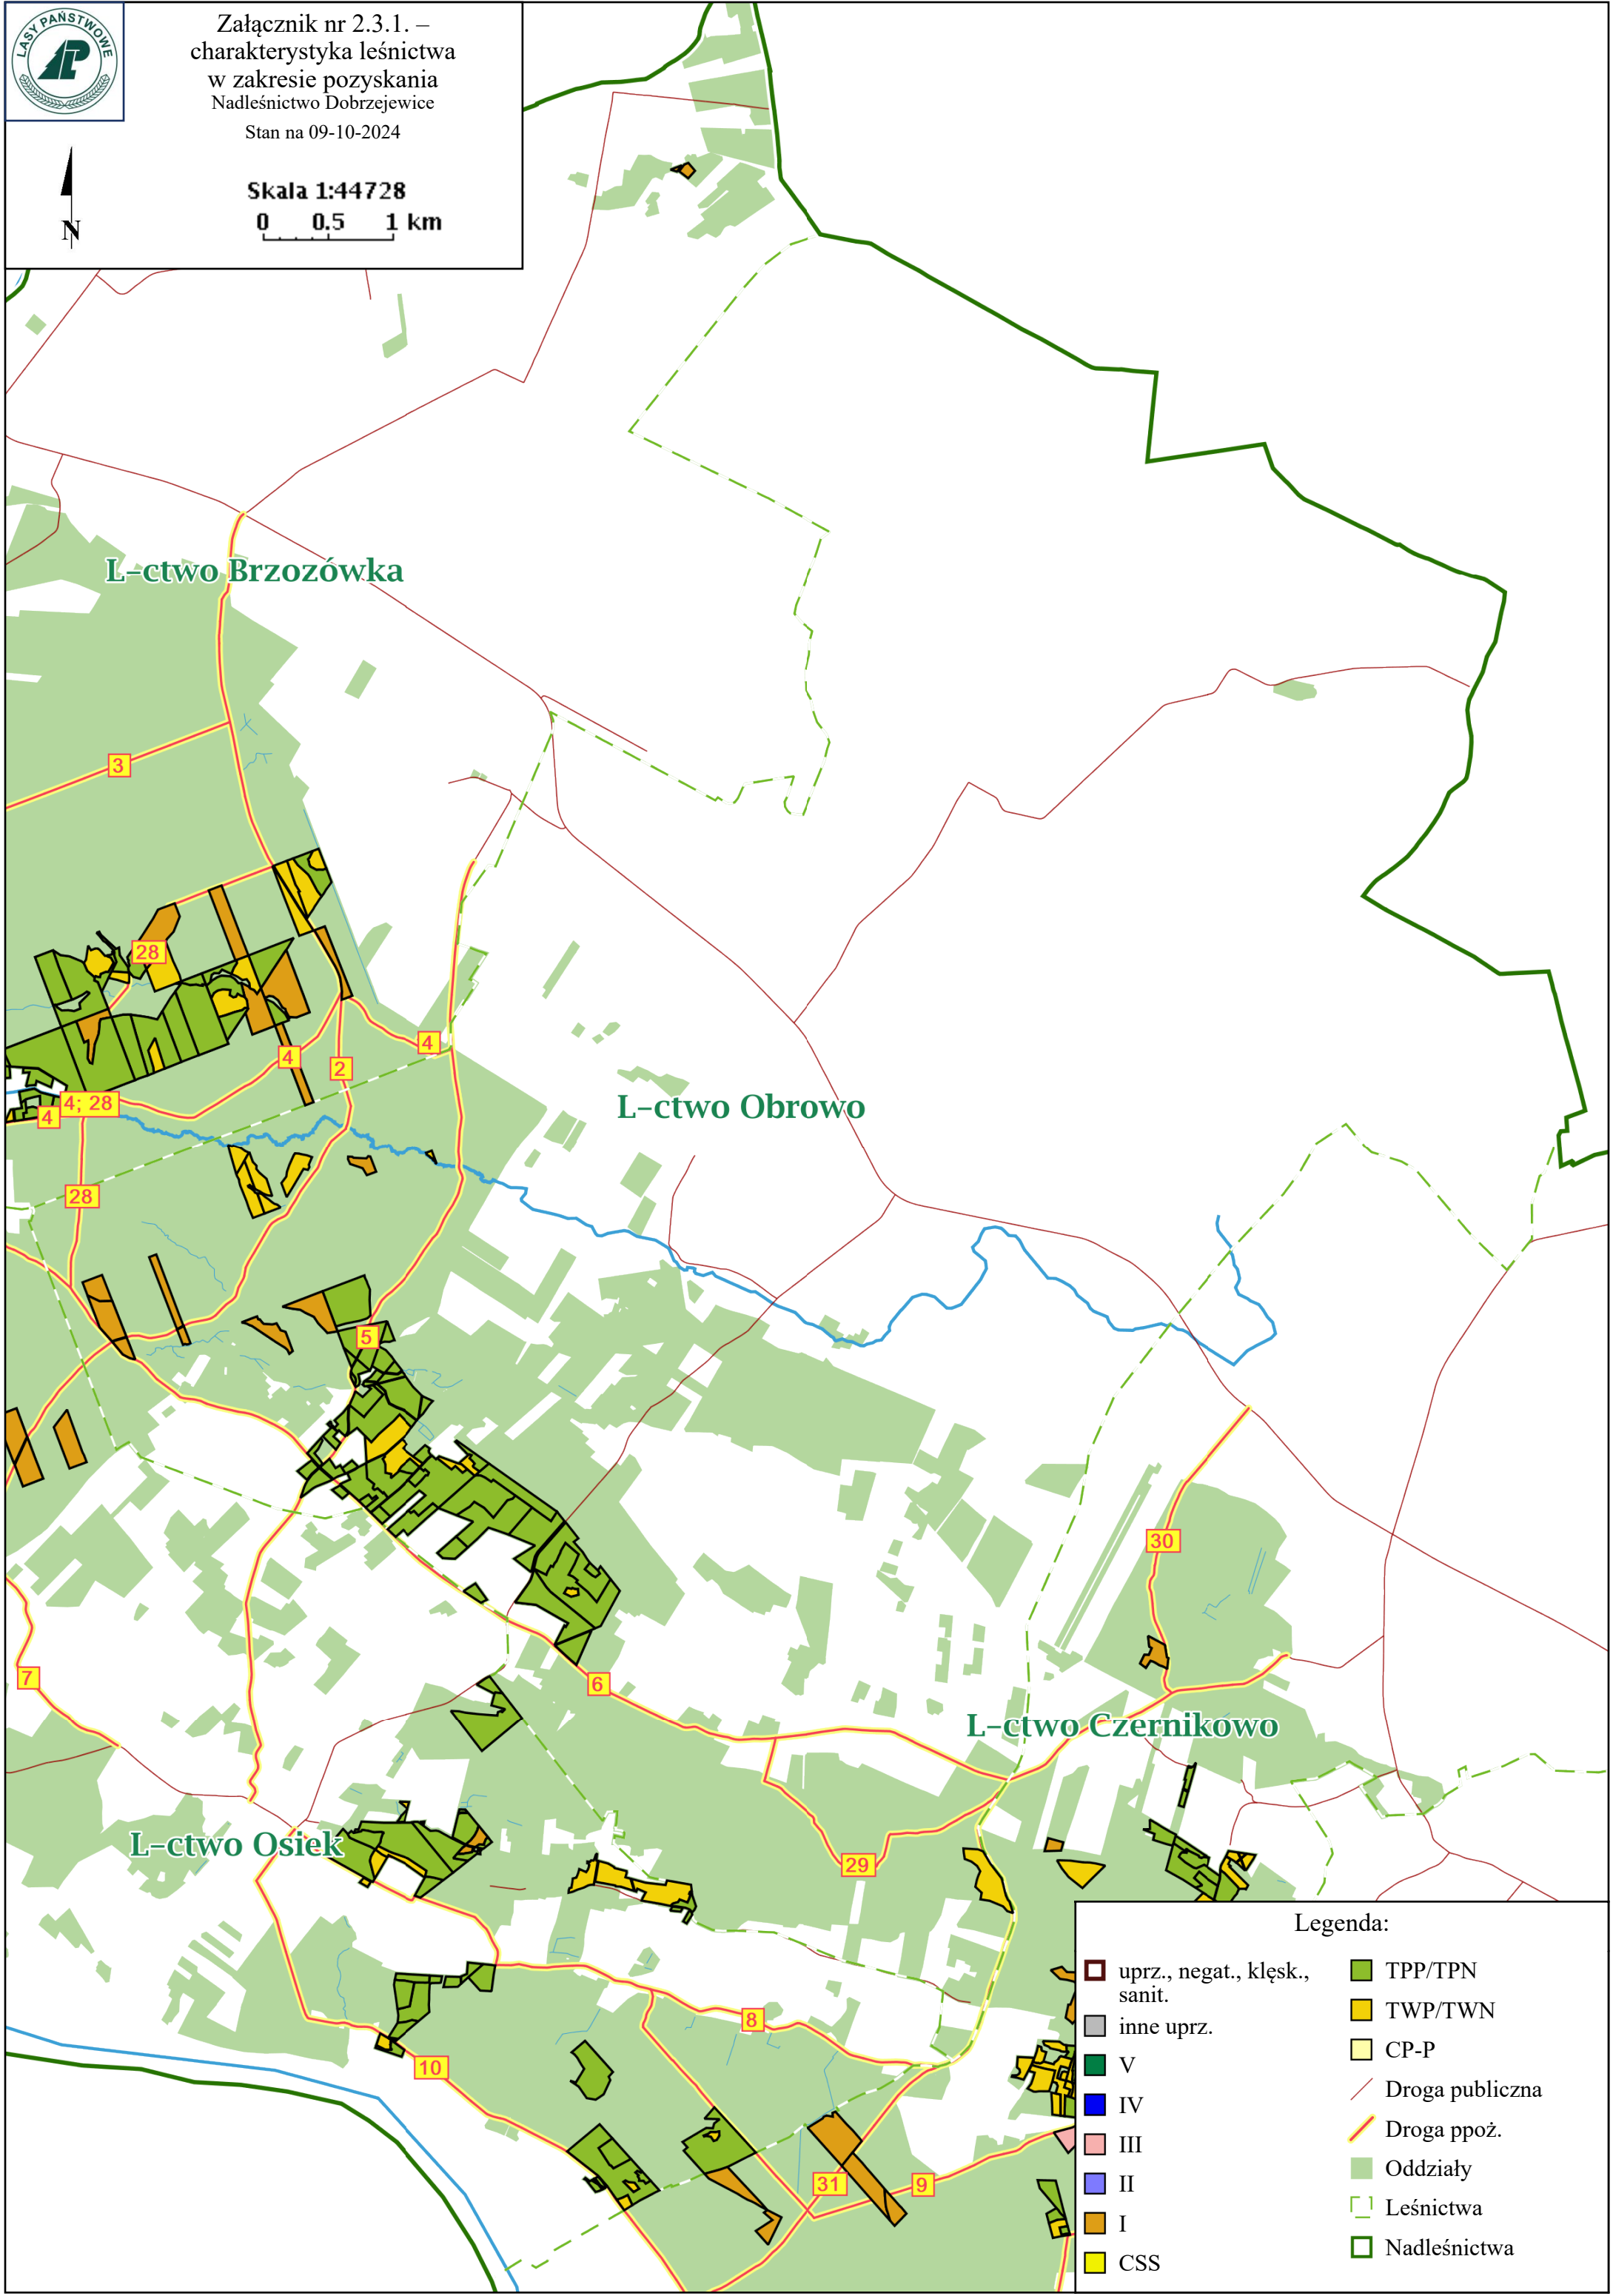 LASY PAŃSTWOWE
Załącznik nr 2.3.1. –
charakterystyka leśnictwa
w zakresie pozyskania
Nadleśnictwo Dobrzejewice
Stan na 09-10-2024
N
Skala 1:44728
0 0.5 1 km
L-ctwo Brzozówka
3
28
4
4
2
4; 28
4
L-ctwo Obrowo
28
5
30
7
6
L-ctwo Czernikowo
L-ctwo Osiek
29
8
10
31
9
Legenda:
uprz., negat., klęsk.,
sanit.
inne uprz.
V
IV
III
II
I
CSS
TPP/TPN
TWP/TWN
CP-P
Droga publiczna
Droga ppoż.
Oddziały
Leśnictwa
Nadleśnictwa